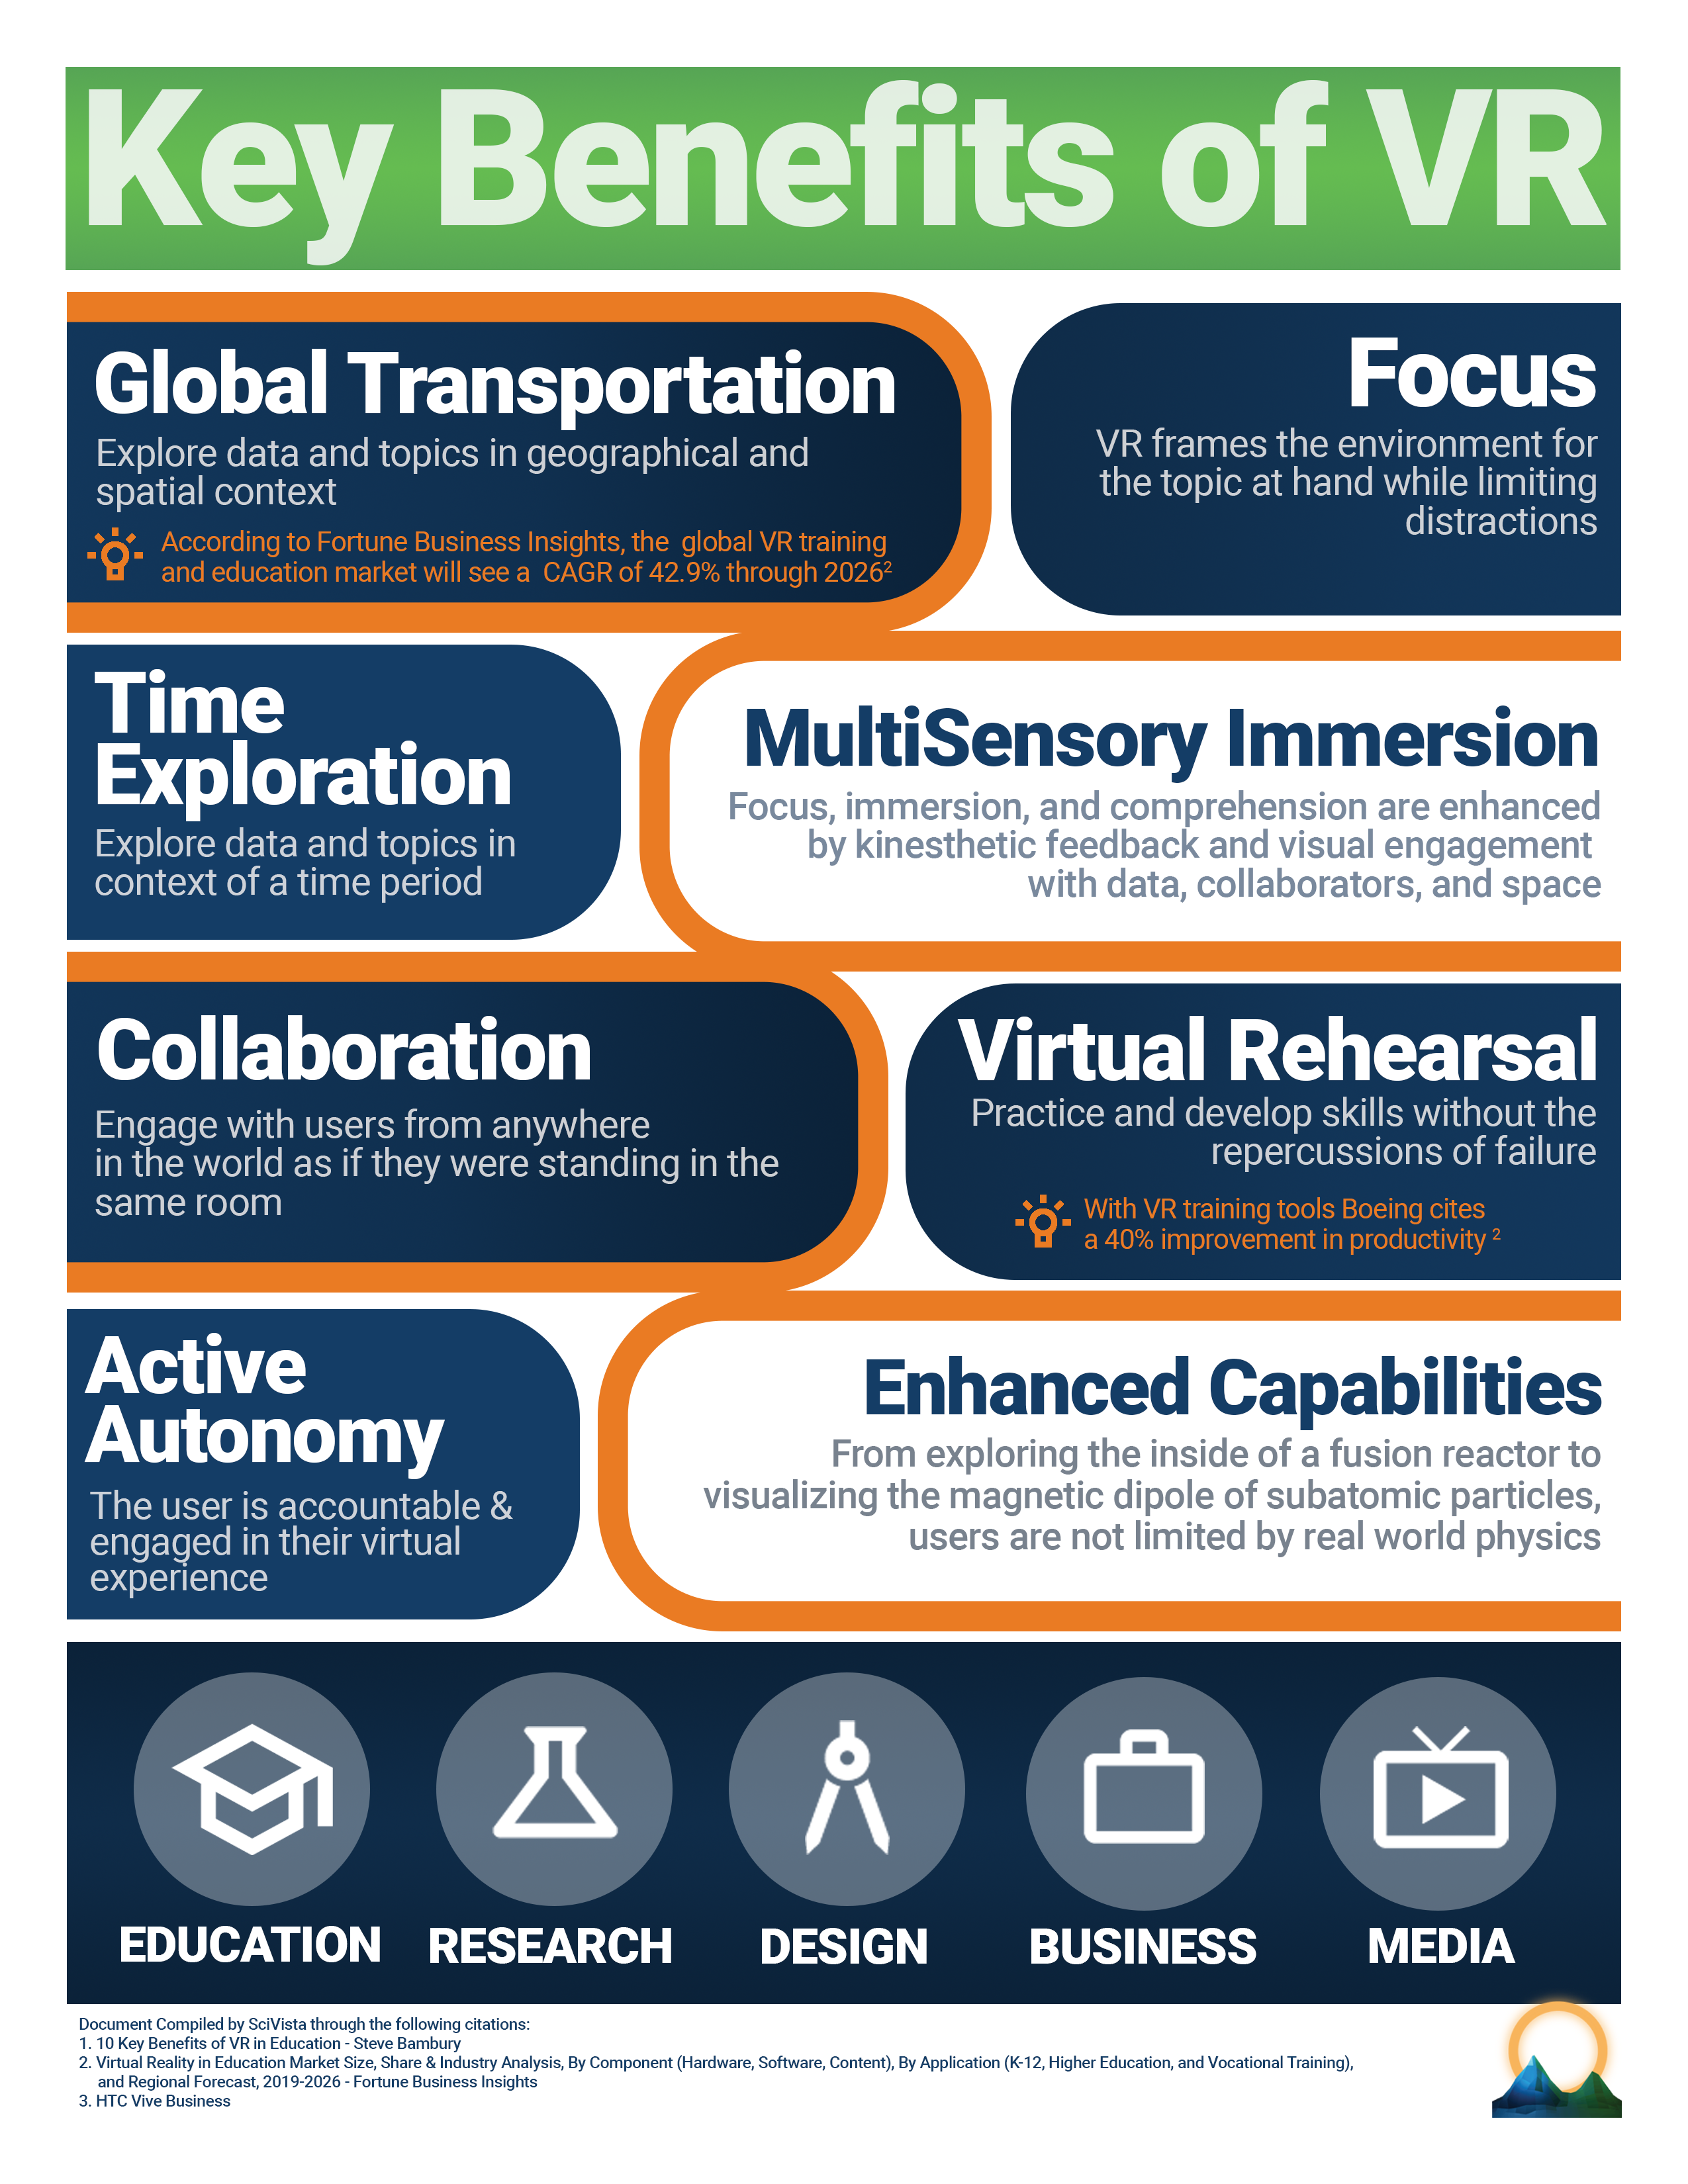 Key Benefits of VR
Global Transportation
Explore data and topics in geographical and
spatial context
According to Fortune Business Insights, the global VR training
and education market will see a CAGR of 42.9% through 2026²
Focus
VR frames the environment for
the topic at hand while limiting
distractions
Time
Exploration
Explore data and topics in
context of a time period
MultiSensory Immersion
Focus, immersion, and comprehension are enhanced
by kinesthetic feedback and visual engagement
with data, collaborators, and space
Collaboration
Engage with users from anywhere
in the world as if they were standing in the
same room
Virtual Rehearsal
Practice and develop skills without the
repercussions of failure
With VR training tools Boeing cites
a 40% improvement in productivity ²
Active
Autonomy
The user is accountable &
engaged in their virtual
experience
Enhanced Capabilities
From exploring the inside of a fusion reactor to
visualizing the magnetic dipole of subatomic particles,
users are not limited by real world physics
EDUCATION
RESEARCH
DESIGN
BUSINESS
MEDIA
Document Compiled by SciVista through the following citations:
1. 10 Key Benefits of VR in Education - Steve Bambury
2. Virtual Reality in Education Market Size, Share & Industry Analysis, By Component (Hardware, Software, Content), By Application (K-12, Higher Education, and Vocational Training),
and Regional Forecast, 2019-2026 - Fortune Business Insights
3. HTC Vive Business